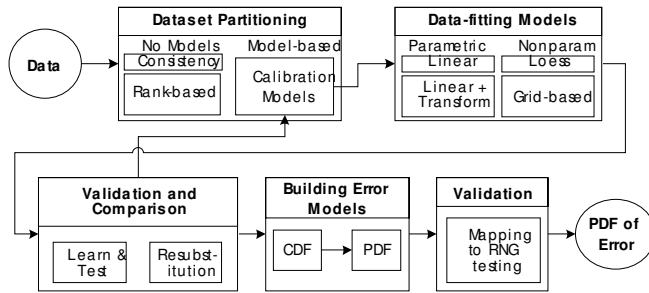 Dataset Partitioning
Data-fitting Models
Data
No Models
Model-based
Consistency
Rank-based
Calibration
Models
Parametric
Nonparam
Linear
Loess
Linear +
Transform
Grid-based
Validation and
Comparison
Learn &
Test
Resubst-
itution
Building Error
Models
CDF
PDF
Validation
Mapping
to RNG
testing
PDF of
Error